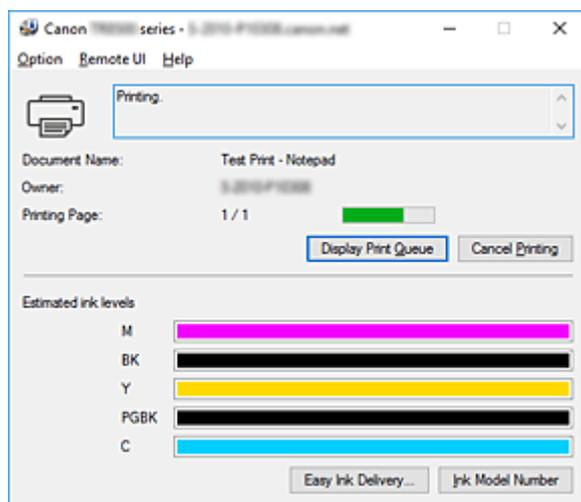 Canon series -
Option Remote UI Help
Printing.
Document Name: Test Print - Notepad
Owner:
Printing Page: 1 / 1
Display Print Queue Cancel Printing
Estimated ink levels
M
BK
Y
PGBK
C
Easy Ink Delivery... Ink Model Number